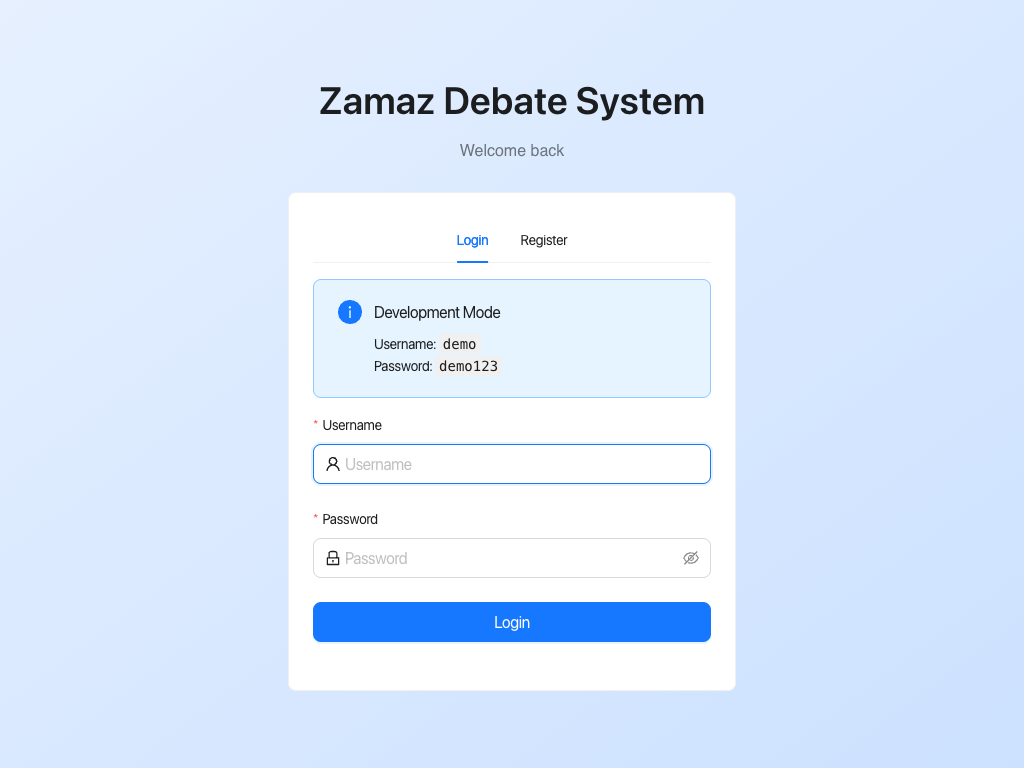 Zamaz Debate System
Welcome back
Login Register
Development Mode
Username: demo
Password: demo123
* Username
Username
* Password
Password
Login